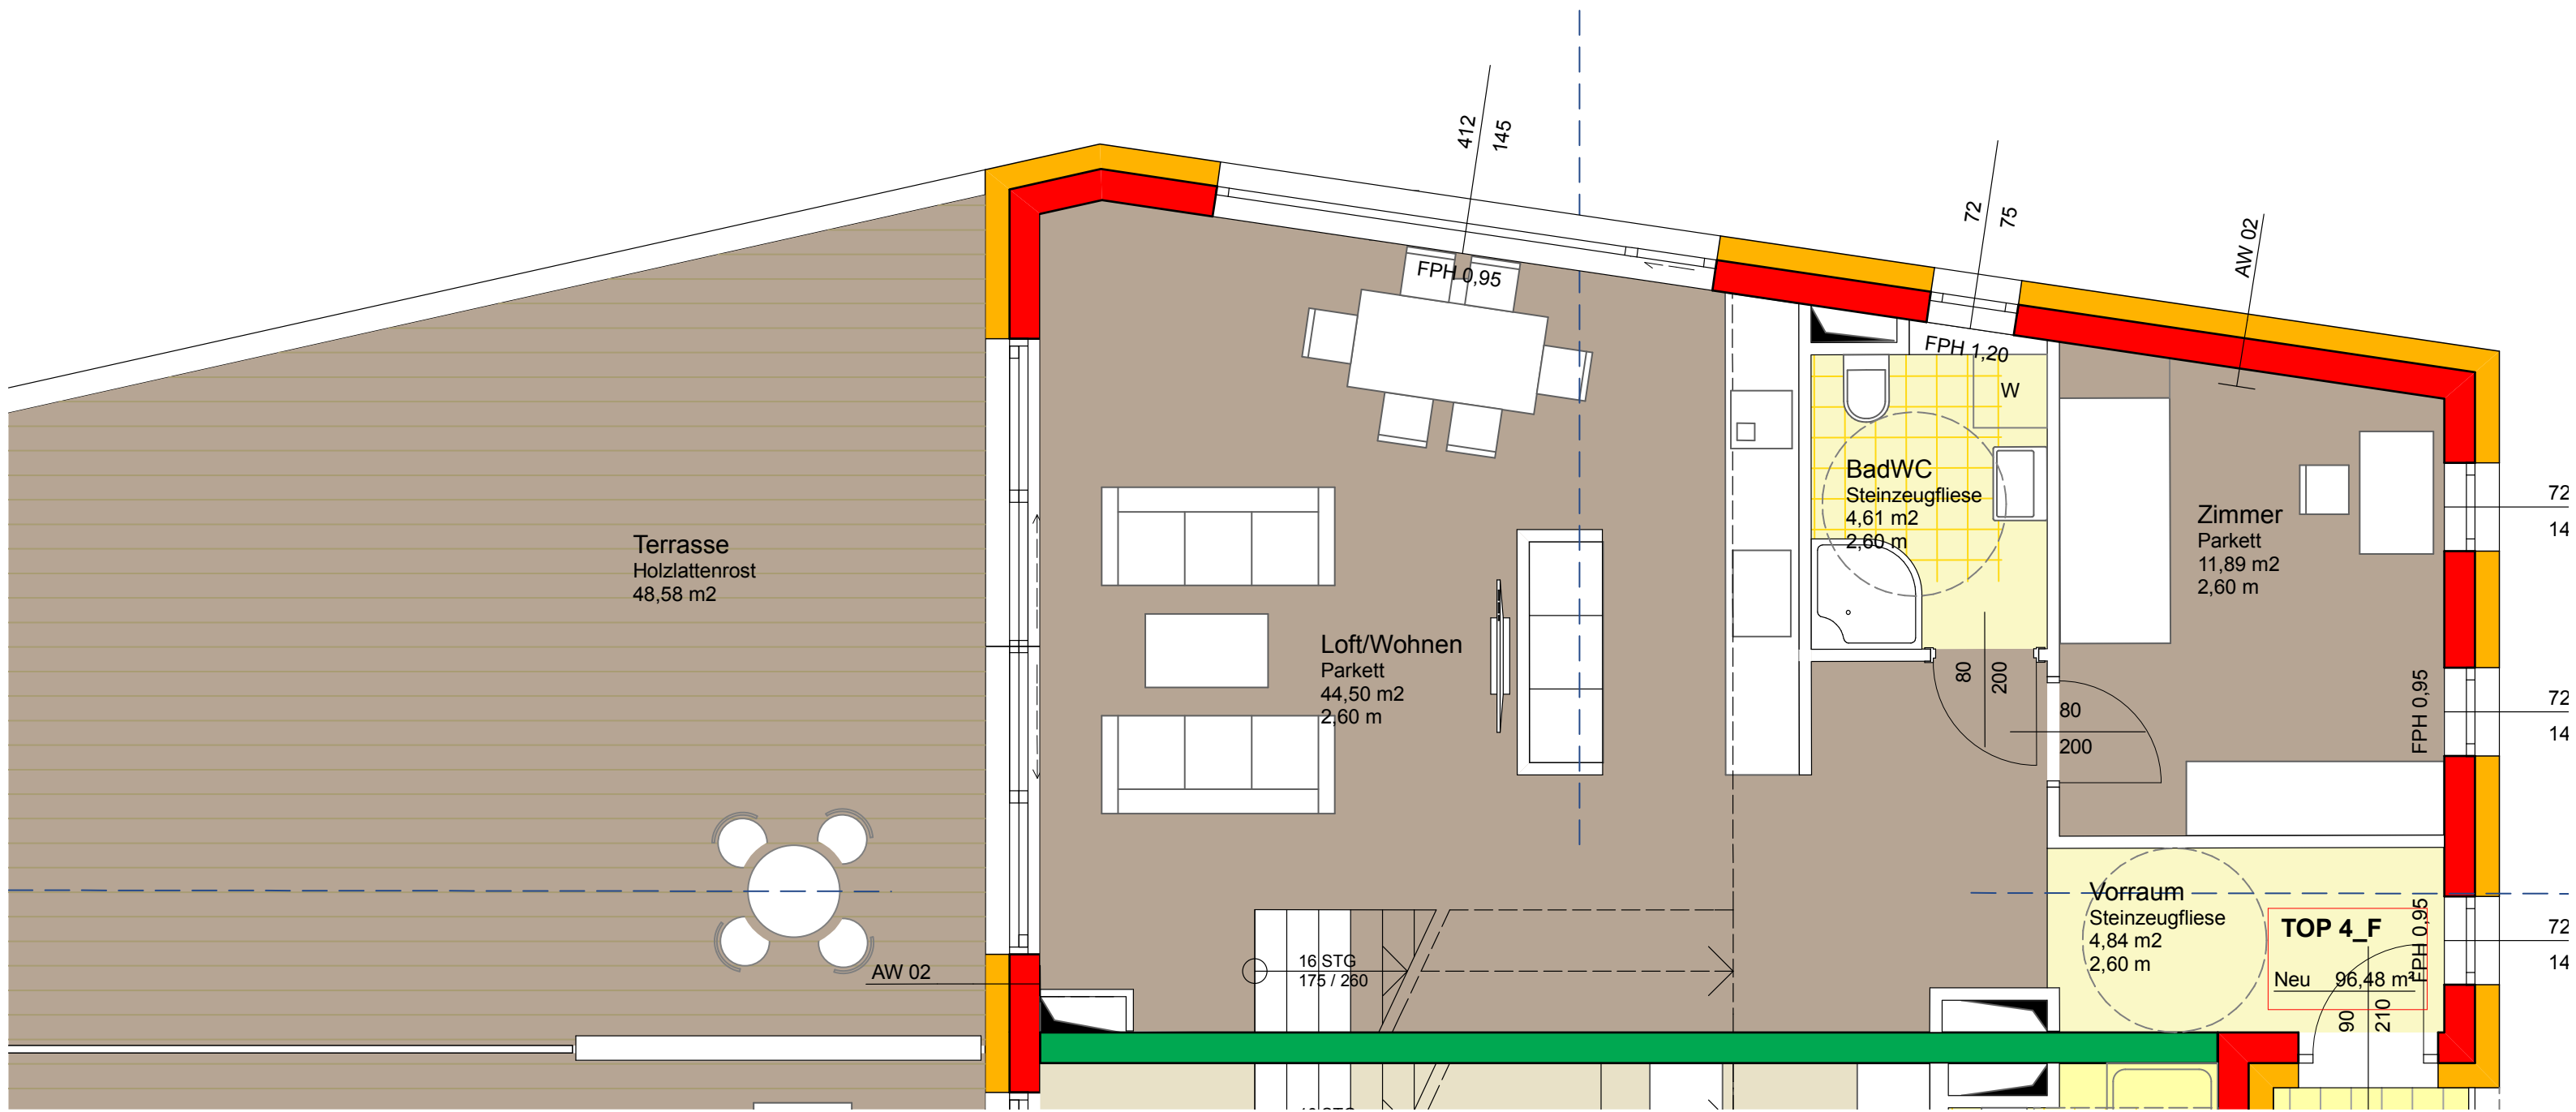 412
145
72
75
AW 02
FPH 0,95
FPH 1,20
W
BadWC
Steinzeugfliese
4,61 m2
2,60 m
Zimmer
Parkett
11,89 m2
2,60 m
72
14
Terrasse
Holzlattenrost
48,58 m2
Loft/Wohnen
Parkett
44,50 m2
2,60 m
80
200
80
200
FPH 0,95
72
14
Vorraum
Steinzeugfliese
4,84 m2
2,60 m
TOP 4_F
Neu 96,48 m²
FPH 0,95
72
14
AW 02
16 STG
175 / 260
90
210